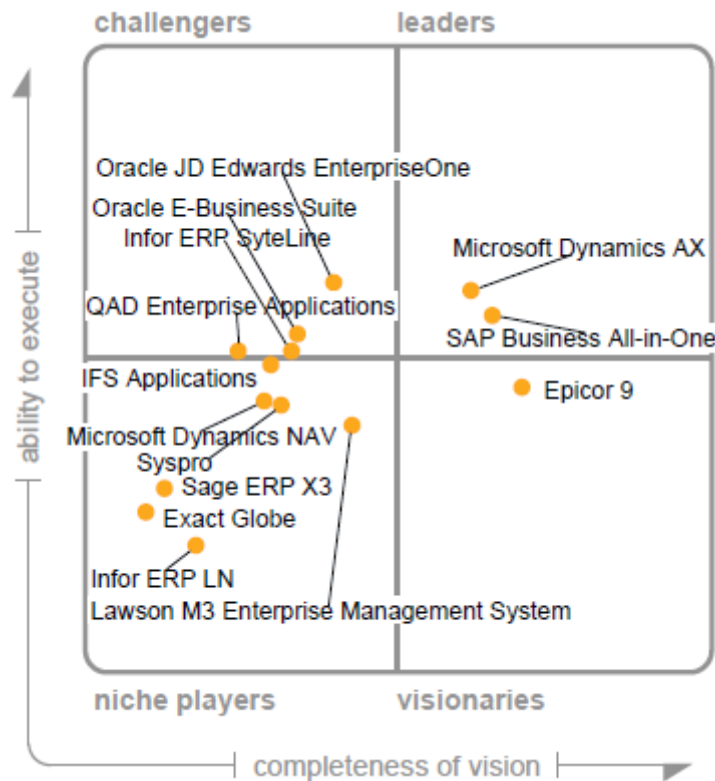 challengers
leaders
Oracle JD Edwards EnterpriseOne
Oracle E-Business Suite
Infor ERP SyteLine
Microsoft Dynamics AX
QAD Enterprise Applications
SAP Business All-in-One
IFS Applications
Epicor 9
Microsoft Dynamics NAV
Syspro
Sage ERP X3
Exact Globe
Infor ERP LN
Lawson M3 Enterprise Management System
niche players
visionaries
ability to execute
completeness of vision